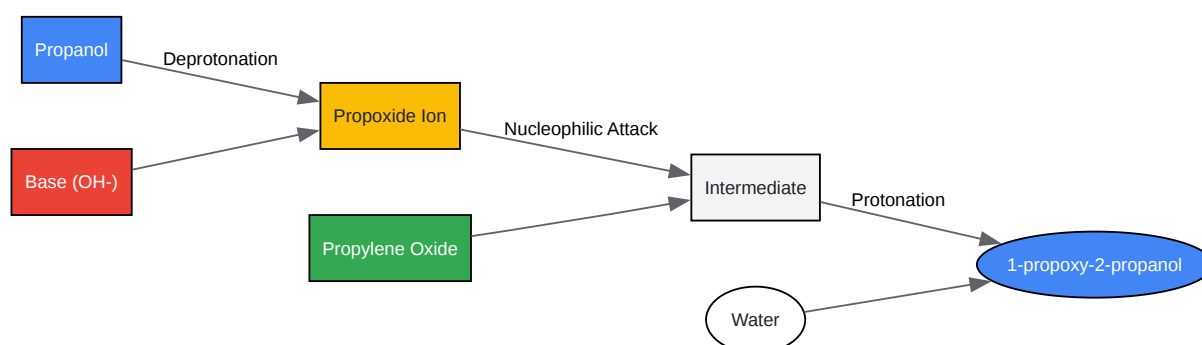 Propanol
Deprotonation
Propoxide Ion
Base (OH-)
Nucleophilic Attack
Propylene Oxide
Intermediate
Protonation
1-propoxy-2-propanol
Water